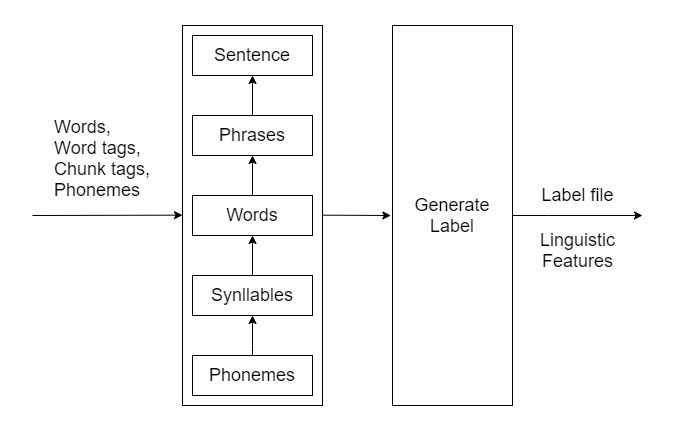 Words,
Word tags,
Chunk tags,
Phonemes
Sentence
Phrases
Words
Synllables
Phonemes
Generate
Label
Label file
Linguistic
Features